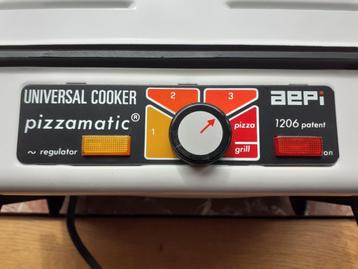 UNIVERSAL COOKER
pizzamatic®
~ regulator
1
2
3
pizza
grill
aePi
1206 patent
on